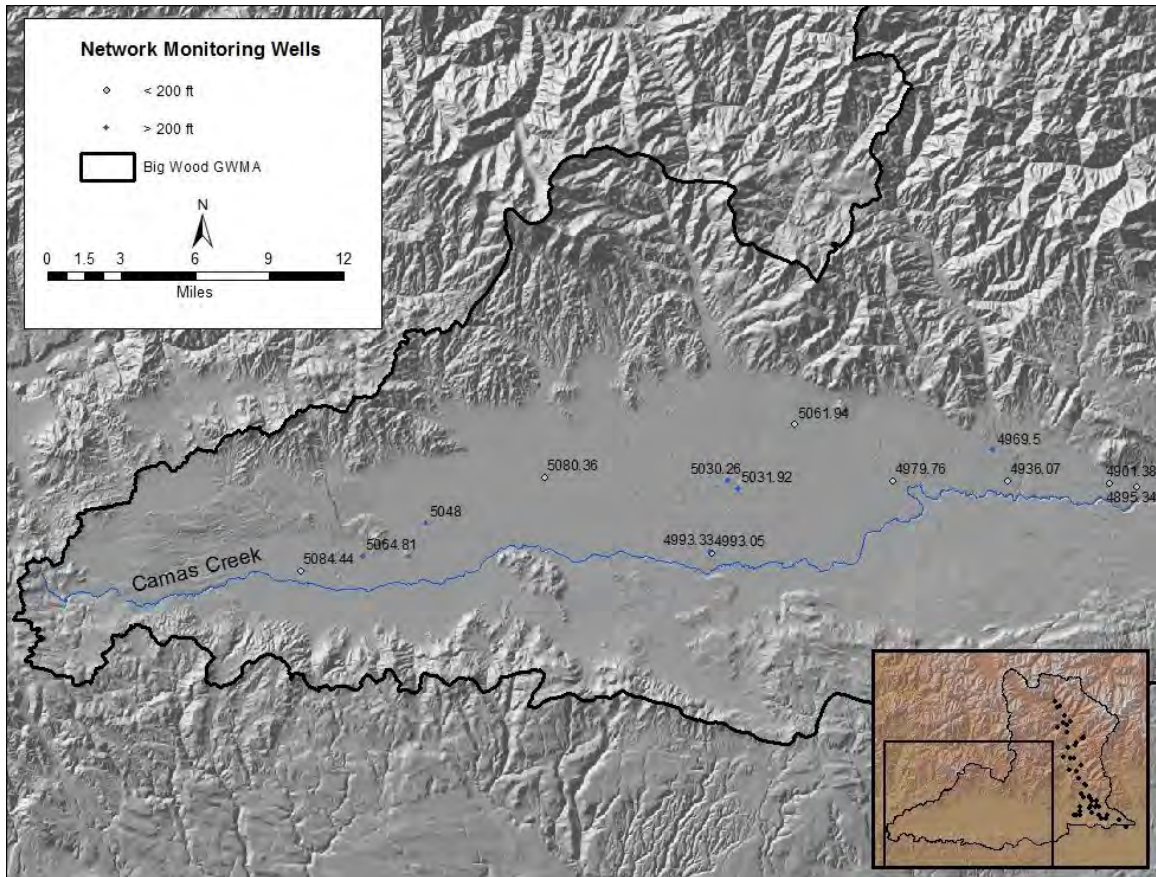 Network Monitoring Wells
< 200 ft
> 200 ft
Big Wood GWMA
N
0 1.5 3 6 9 12
Miles
5061.94
4969.5
5080.36
5030.26
5031.92
4979.76
4936.07
4901.38
4895.34
5048
5084.44
5064.81
4993.33
4993.05
Camas Creek